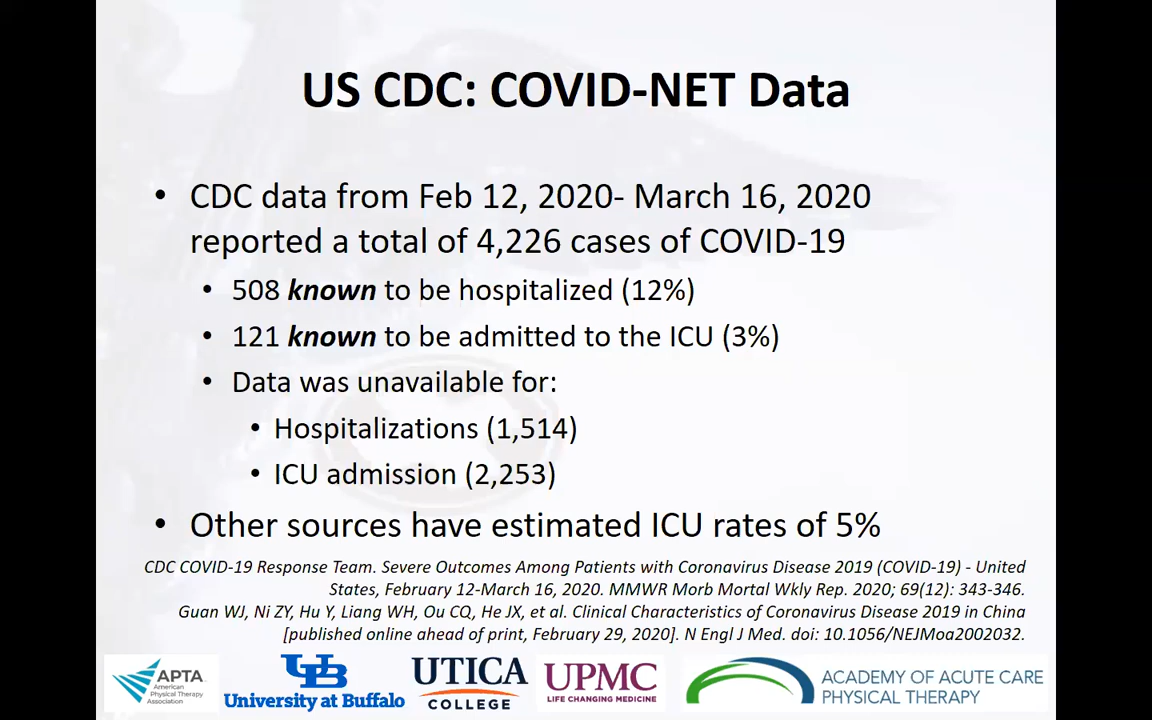 US CDC: COVID-NET Data
• CDC data from Feb 12, 2020- March 16, 2020
reported a total of 4,226 cases of COVID-19
• 508 known to be hospitalized (12%)
• 121 known to be admitted to the ICU (3%)
• Data was unavailable for:
• Hospitalizations (1,514)
• ICU admission (2,253)
• Other sources have estimated ICU rates of 5%
CDC COVID-19 Response Team. Severe Outcomes Among Patients with Coronavirus Disease 2019 (COVID-19) - United
States, February 12-March 16, 2020. MMWR Morb Mortal Wkly Rep. 2020; 69(12): 343-346.
Guan WJ, Ni ZY, Hu Y, Liang WH, Ou CQ, He JX, et al. Clinical Characteristics of Coronavirus Disease 2019 in China
[published online ahead of print, February 29, 2020]. N Engl J Med. doi: 10.1056/NEJMoa2002032.
APTA
American
Physical Therapy
Association
UB
University at Buffalo
UTICA
COLLEGE
UPMC
LIFE CHANGING MEDICINE
ACADEMY OF ACUTE CARE
PHYSICAL THERAPY